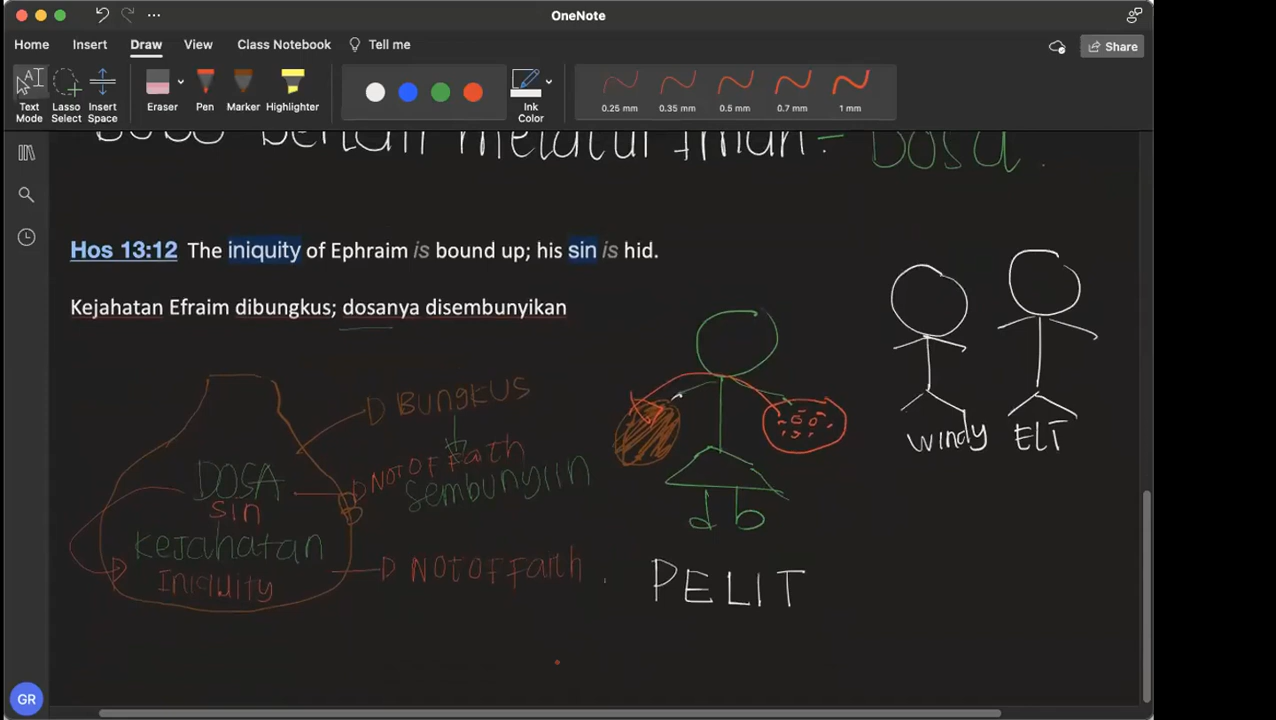 OneNote
Home Insert Draw View Class Notebook Tell me
Share
Text Mode
Lasso Select
Insert Space
Eraser
Pen
Marker
Highlighter
Ink Color
0.25 mm
0.35 mm
0.5 mm
0.7 mm
1 mm
melalui Iman - DOSA.
Hos 13:12 The iniquity of Ephraim is bound up; his sin is hid.
Kejahatan Efraim dibungkus; dosanya disembunyikan
BUNGKUS
NOT OF Faith
Sembunyiin
DOSA
Sin
Kejahatan
Iniquity
NOT OF Faith
PELIT
windy
ELI
GR